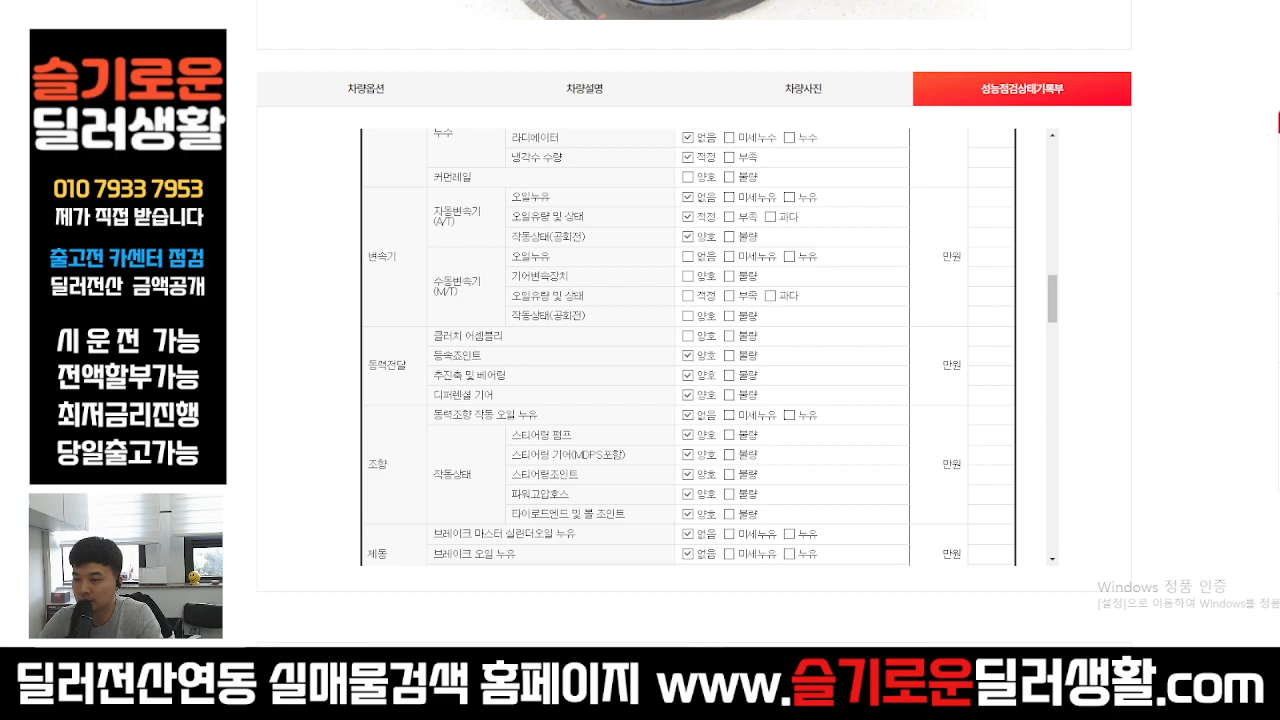 슬기로운
딜러생활
010 7933 7953
제가 직접 받습니다
출고전 카센터 점검
딜러전산 금액공개
시 운 전 가능
전액할부가능
최저금리진행
당일출고가능
차량옵션 차량설명 차량사진 성능점검상태기록부
누수 라디에이터 없음 미세누수 누수
냉각수 수량 적정 부족
커먼레일 양호 불량
변속기 자동변속기 (A/T) 오일누유 없음 미세누유 누유
오일유량 및 상태 적정 부족 과다
작동상태(공회전) 양호 불량
수동변속기 (M/T) 오일누유 없음 미세누유 누유 만원
기어변속장치 양호 불량
오일유량 및 상태 적정 부족 과다
작동상태(공회전) 양호 불량
동력전달 클러치 어셈블리 양호 불량 만원
등속조인트 양호 불량
추진축 및 베어링 양호 불량
디퍼렌셜 기어 양호 불량
조향 동력조향 작동 오일 누유 없음 미세누유 누유 만원
작동상태 스티어링 펌프 양호 불량
스티어링 기어(MDPS포함) 양호 불량
스티어링조인트 양호 불량
파워고압호스 양호 불량
타이로드엔드 및 볼 조인트 양호 불량
제동 브레이크 마스터 실린더오일 누유 없음 미세누유 누유
브레이크 오일 누유 없음 미세누유 누유 만원
Windows 정품 인증
[설정]으로 이동하여 Windows를 정품
딜러전산연동 실매물검색 홈페이지 www.슬기로운딜러생활.com